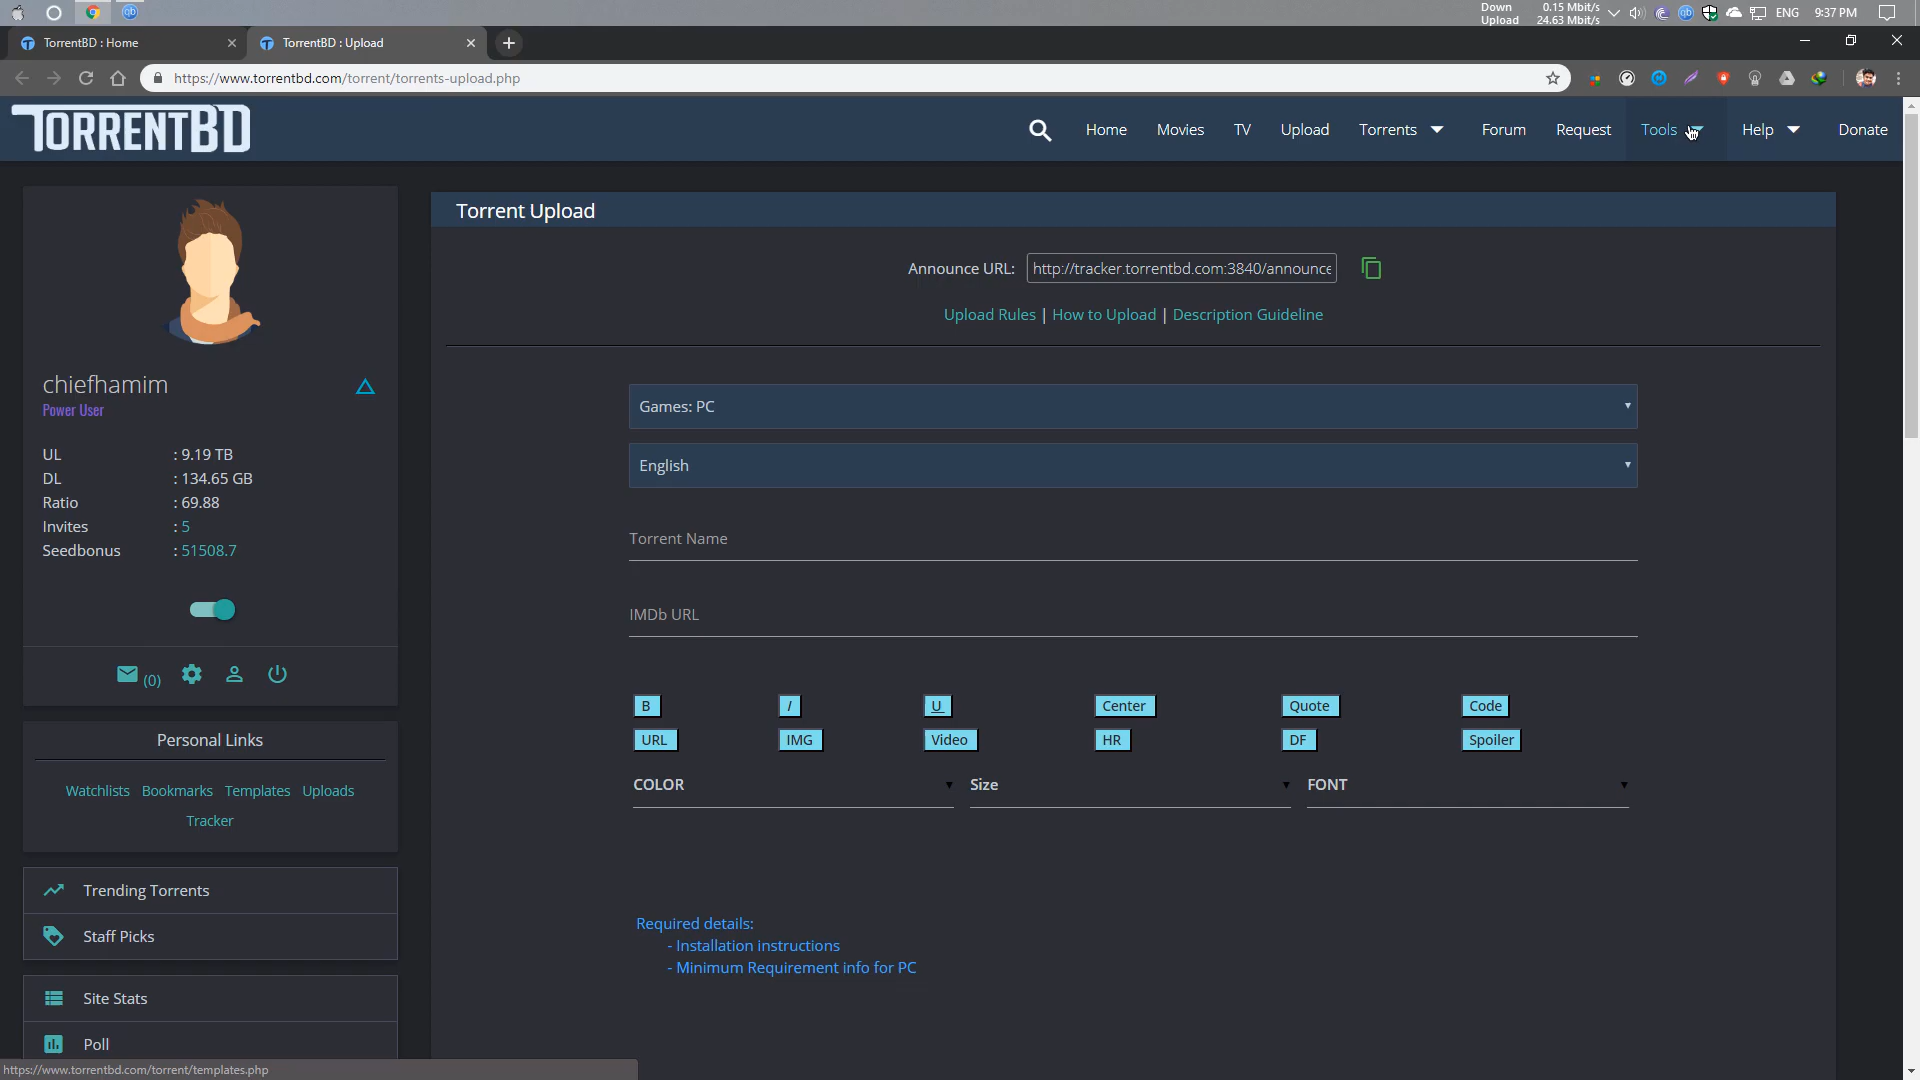 Down 0.15 Mbit/s
Upload 24.63 Mbit/s
ENG 9:37 PM
TorrentBD : Home
TorrentBD : Upload
https://www.torrentbd.com/torrent/torrents-upload.php
TORRENTBD
Home Movies TV Upload Torrents Forum Request Tools Help Donate
Torrent Upload
Announce URL: http://tracker.torrentbd.com:3840/announce
Upload Rules | How to Upload | Description Guideline
chiefhamim
Power User
UL : 9.19 TB
DL : 134.65 GB
Ratio : 69.88
Invites : 5
Seedbonus : 51508.7
(0)
Personal Links
Watchlists Bookmarks Templates Uploads
Tracker
Trending Torrents
Staff Picks
Site Stats
Poll
Games: PC
English
Torrent Name
IMDb URL
B I U Center Quote Code
URL IMG Video HR DF Spoiler
COLOR Size FONT
Required details:
- Installation instructions
- Minimum Requirement info for PC
https://www.torrentbd.com/torrent/templates.php